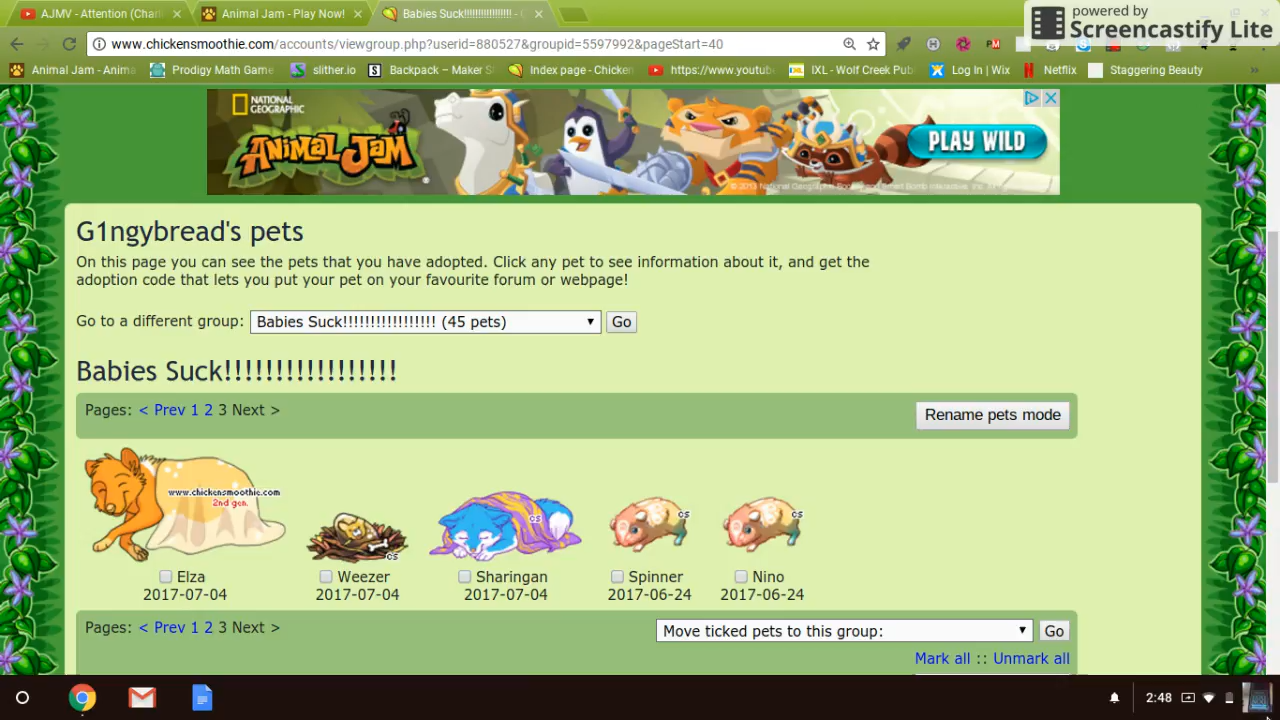 AJMV - Attention (Char
Animal Jam - Play Now!
Babies Suck!!!!!!!!!!!!!!!!! - C
powered by
Screencastify Lite
www.chickensmoothie.com/accounts/viewgroup.php?userid=880527&groupid=5597992&pageStart=40
Animal Jam - Anima
Prodigy Math Game
slither.io
Backpack – Maker S
Index page - Chicken
https://www.youtube
IXL - Wolf Creek Publ
Log In | Wix
Netflix
Staggering Beauty
NATIONAL
GEOGRAPHIC
ANIMAL JAM
PLAY WILD
G1ngybread's pets
On this page you can see the pets that you have adopted. Click any pet to see information about it, and get the
adoption code that lets you put your pet on your favourite forum or webpage!
Go to a different group: Babies Suck!!!!!!!!!!!!!!!!! (45 pets) Go
Babies Suck!!!!!!!!!!!!!!!!!
Pages: < Prev 1 2 3 Next >
Rename pets mode
www.chickensmoothie.com
2nd gen.
cs
cs
cs
cs
Elza Weezer Sharingan Spinner Nino
2017-07-04 2017-07-04 2017-07-04 2017-06-24 2017-06-24
Pages: < Prev 1 2 3 Next >
Move ticked pets to this group: Go
Mark all :: Unmark all
2:48